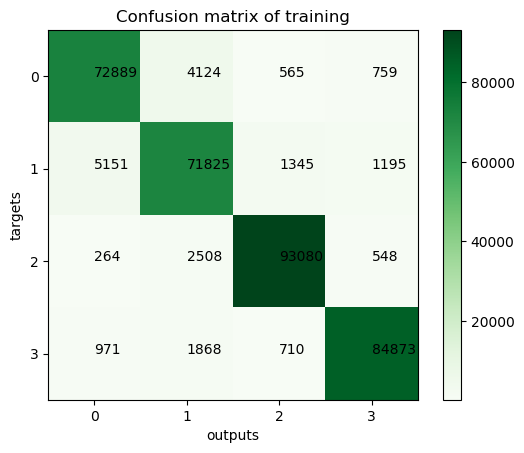 Confusion matrix of training
0 72889 4124 565 759
1 5151 71825 1345 1195
2 264 2508 93080 548
3 971 1868 710 84873
0 1 2 3
outputs
targets
80000
60000
40000
20000